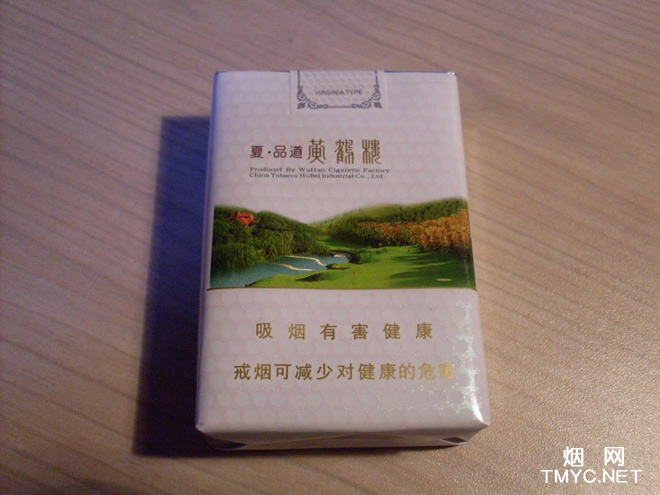 VIRGINIA TYPE
夏·品道 黄鹤楼
Produced By WuHan Cigarette Factory
China Tobacco HuBei Industrial Co., Ltd
吸烟有害健康
戒烟可减少对健康的危害
烟 网
TMYC.NET